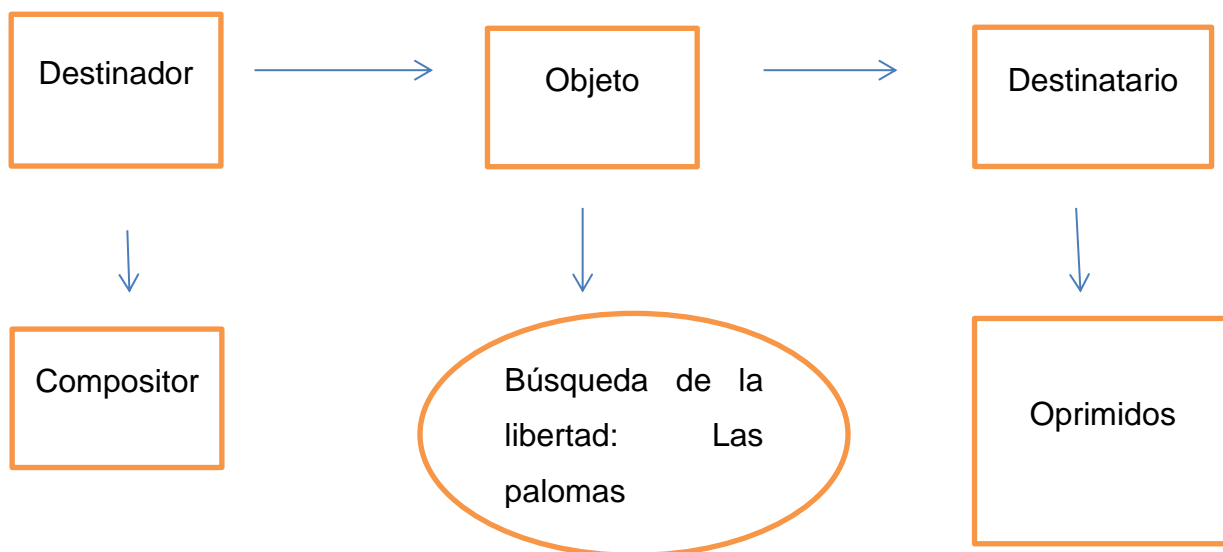 Destinador
Objeto
Destinatario
Compositor
Búsqueda de la
libertad: Las
palomas
Oprimidos